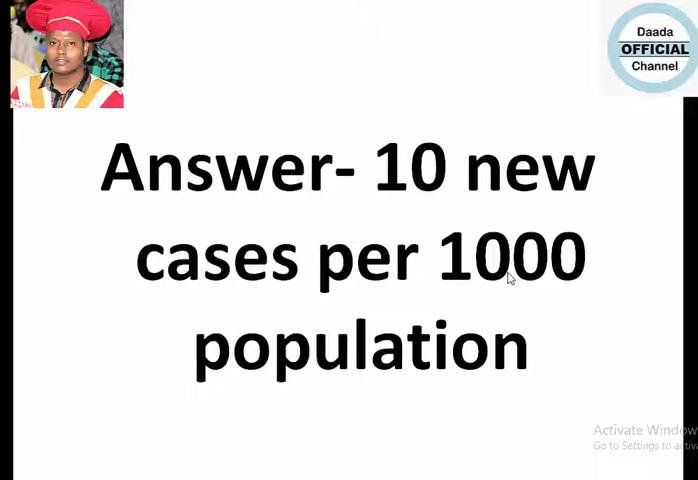 Daada
OFFICIAL
Channel
Answer- 10 new
cases per 1000
population
Activate Window
Go to Settings to